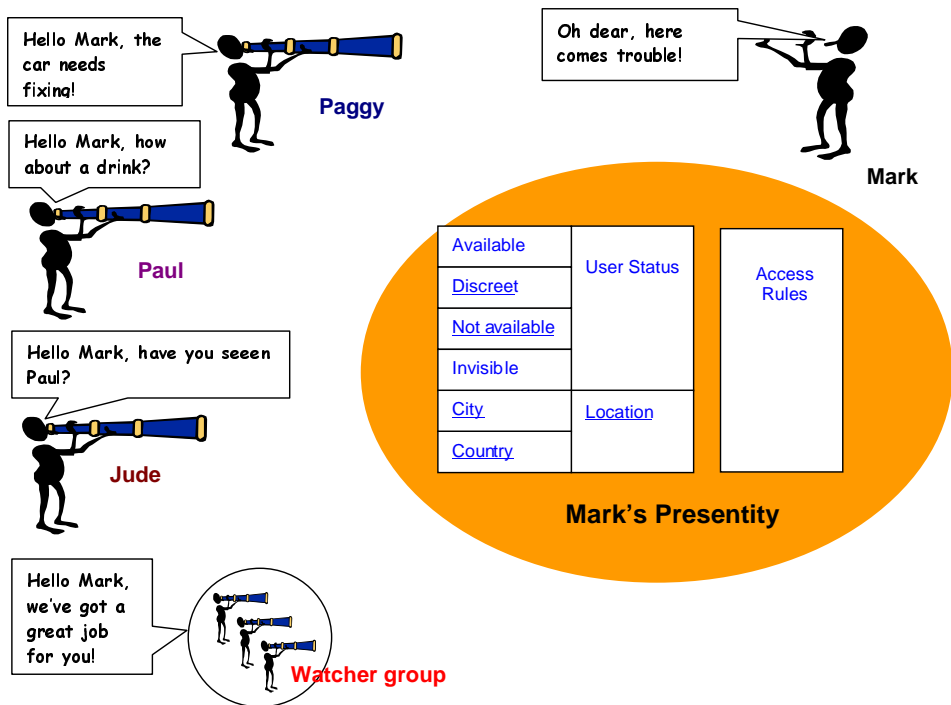 Hello Mark, the
car needs
fixing!
Paggy
Oh dear, here
comes trouble!
Mark
Hello Mark, how
about a drink?
Paul
Hello Mark, have you seeen
Paul?
Jude
Hello Mark,
we've got a
great job
for you!
Watcher group
Available
Discreet
Not available
Invisible
City
Country
User Status
Location
Access
Rules
Mark's Presentity